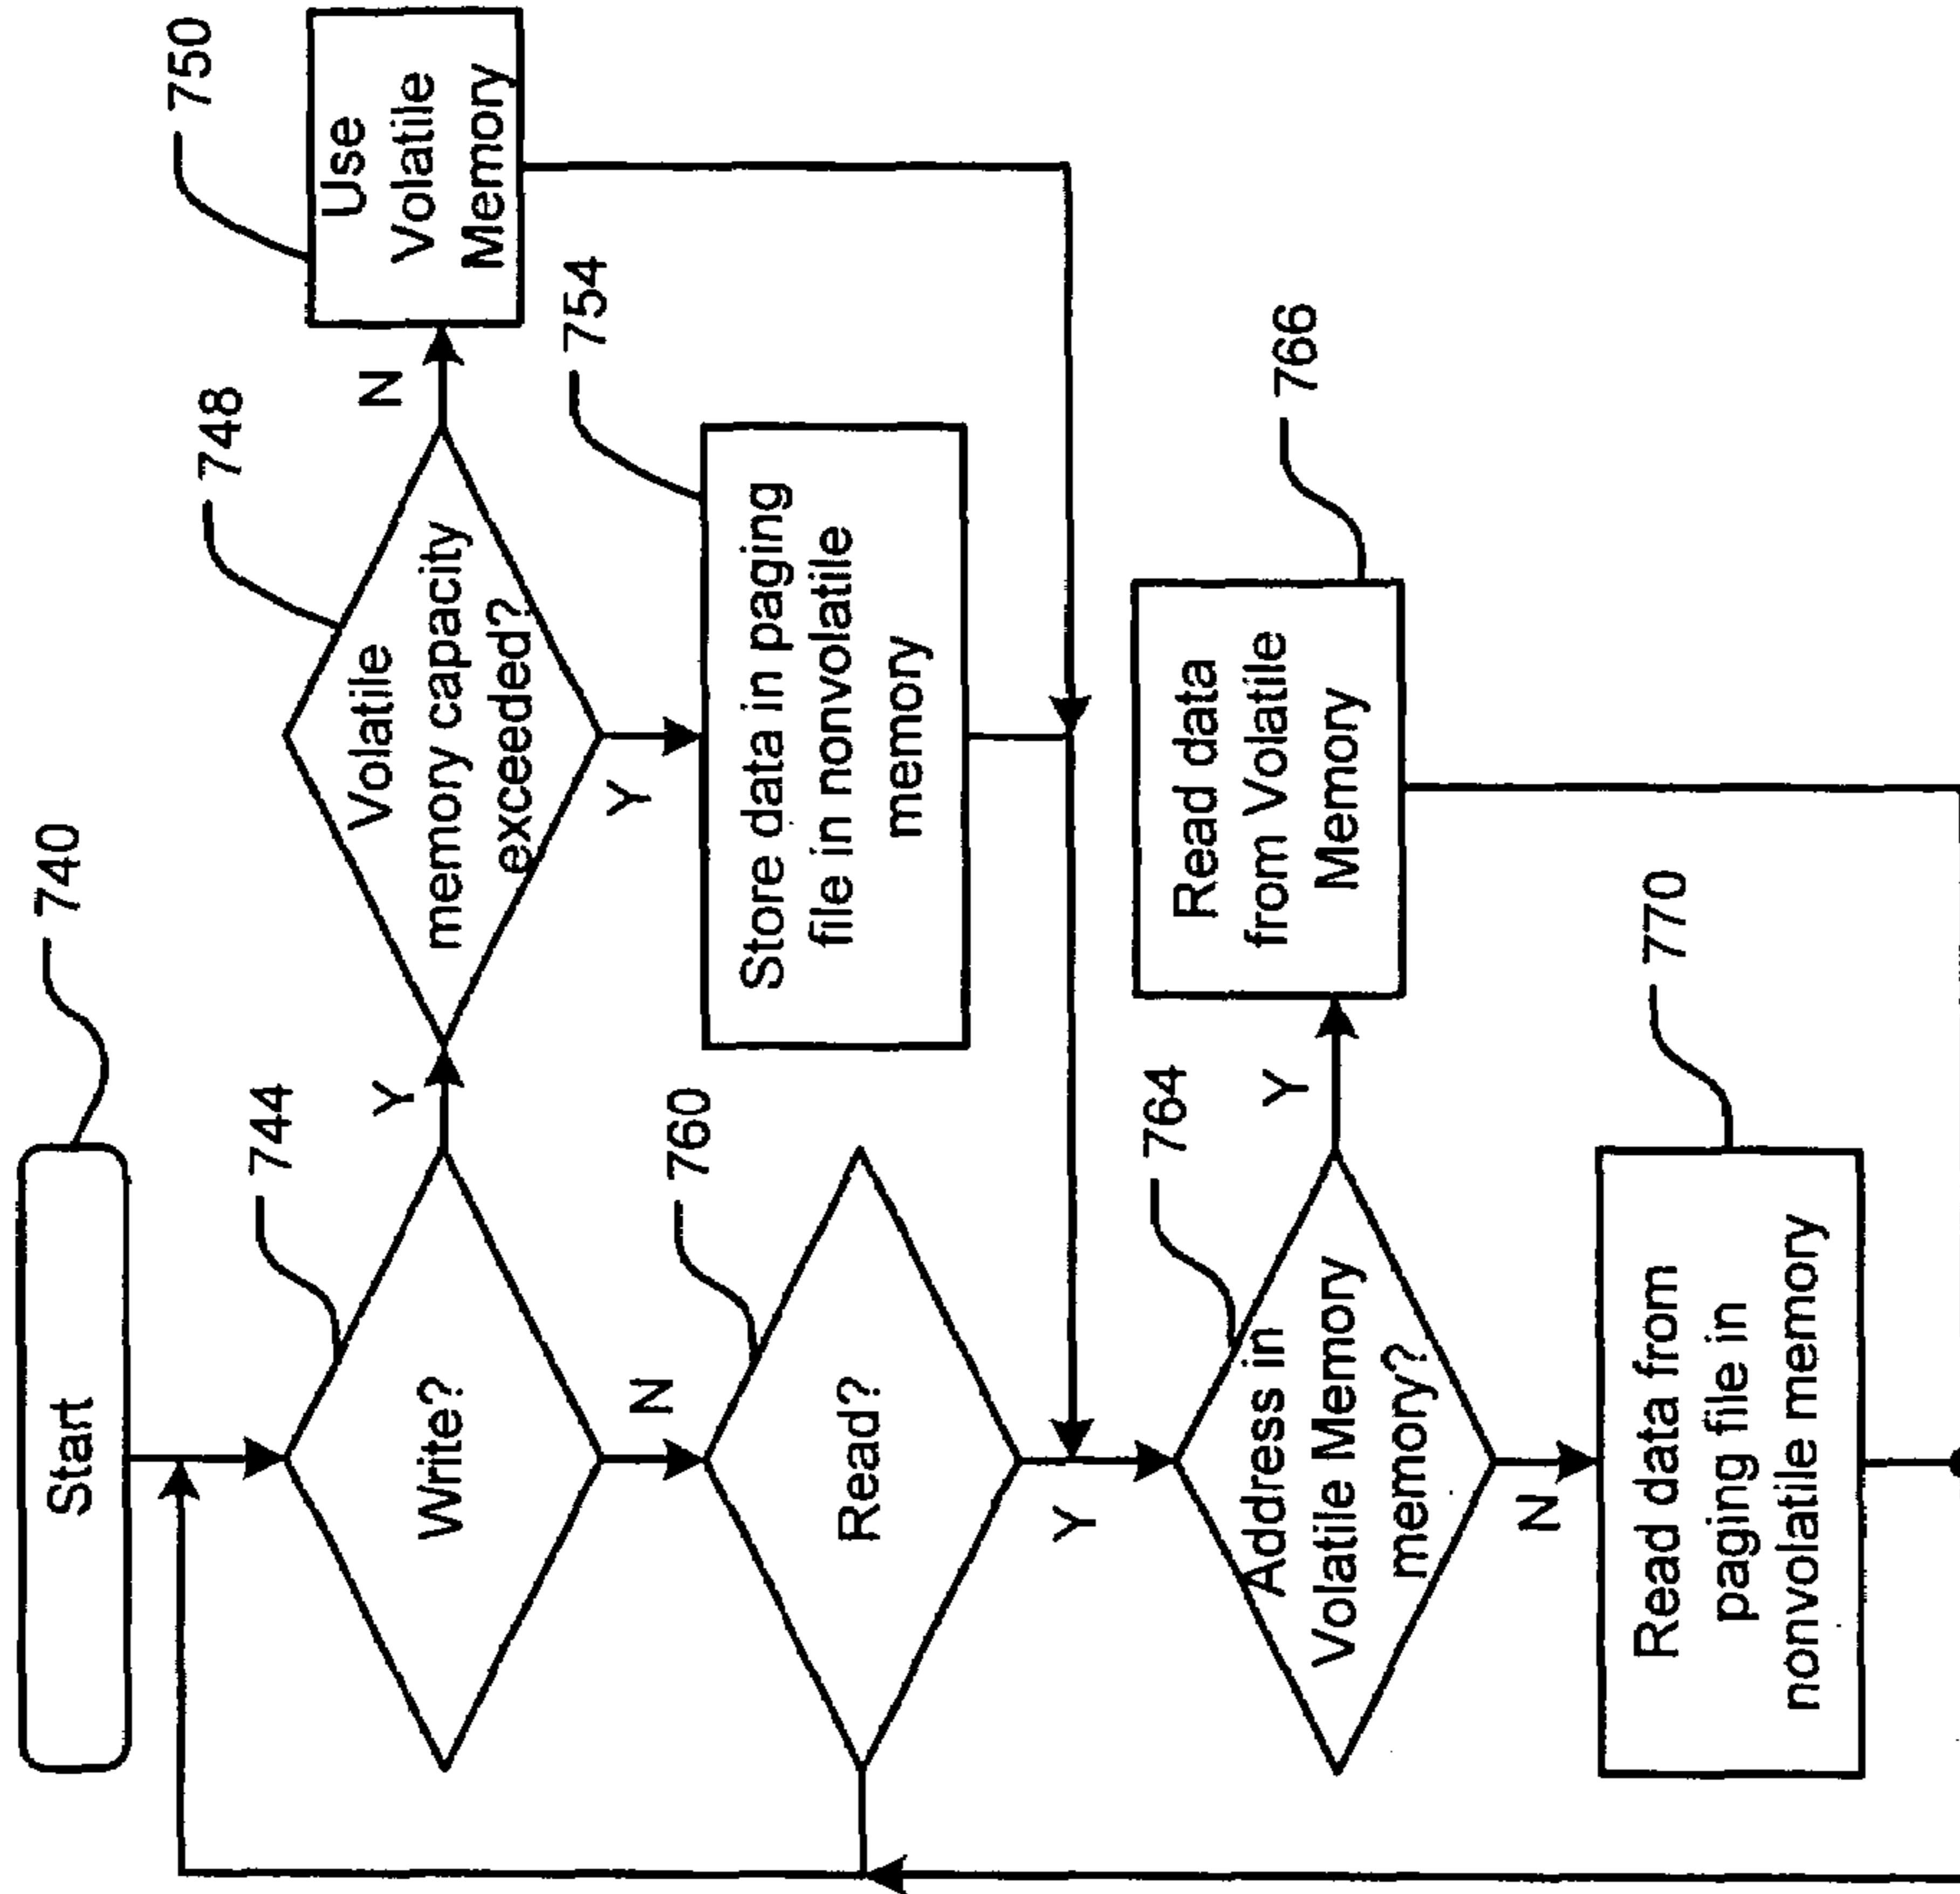 Start
740
Write?
744
Y
Volatile
memory capacity
exceeded?
748
N
Use
Volatile
Memory
750
Y
Store data in paging
file in nonvolatile
memory
754
N
Read?
760
Y
Address in
Volatile Memory
memory?
764
Y
Read data
from Volatile
Memory
766
N
Read data from
paging file in
nonvolatile memory
770